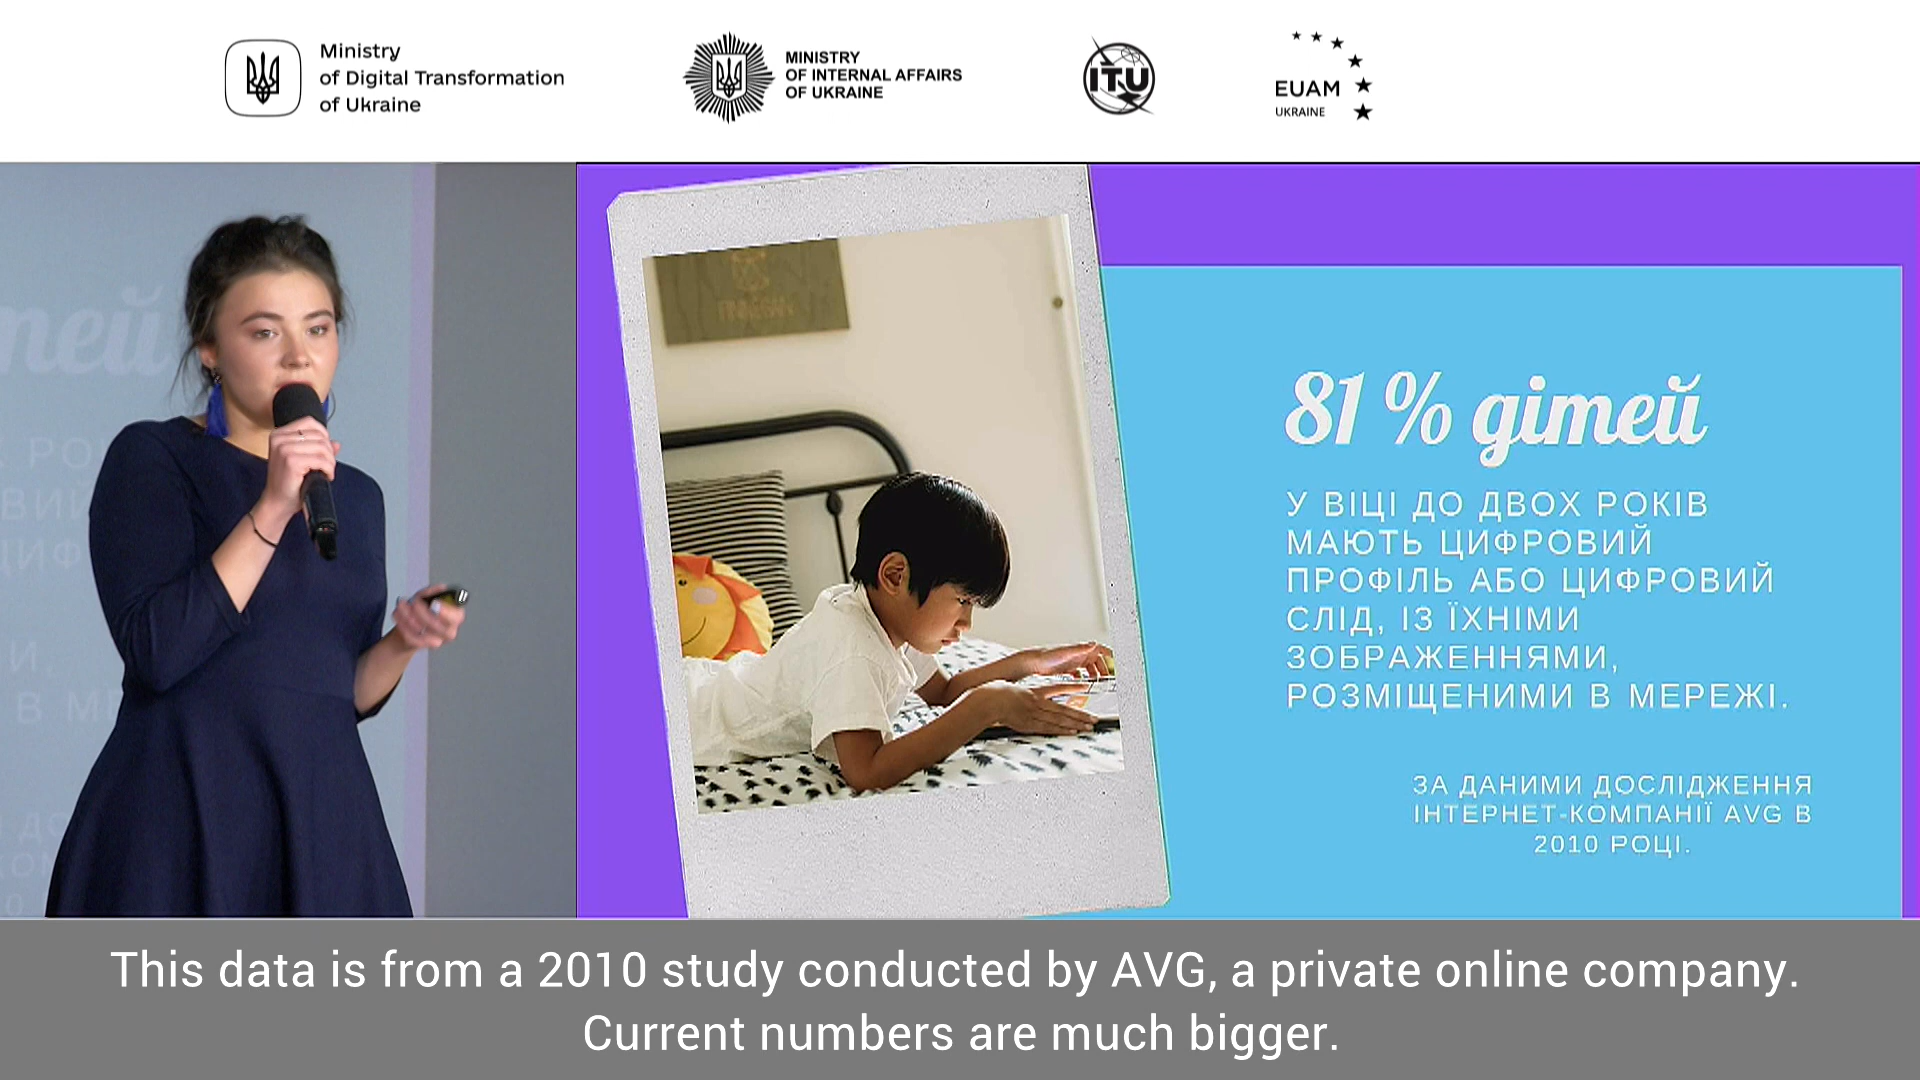 Ministry
of Digital Transformation
of Ukraine
MINISTRY
OF INTERNAL AFFAIRS
OF UKRAINE
ITU
EUAM
UKRAINE
81 % дітей
У ВІЦІ ДО ДВОХ РОКІВ
МАЮТЬ ЦИФРОВИЙ
ПРОФІЛЬ АБО ЦИФРОВИЙ
СЛІД, ІЗ ЇХНІМИ
ЗОБРАЖЕННЯМИ,
РОЗМІЩЕНИМИ В МЕРЕЖІ.
ЗА ДАНИМИ ДОСЛІДЖЕННЯ
ІНТЕРНЕТ-КОМПАНІЇ AVG В
2010 РОЦІ.
This data is from a 2010 study conducted by AVG, a private online company.
Current numbers are much bigger.